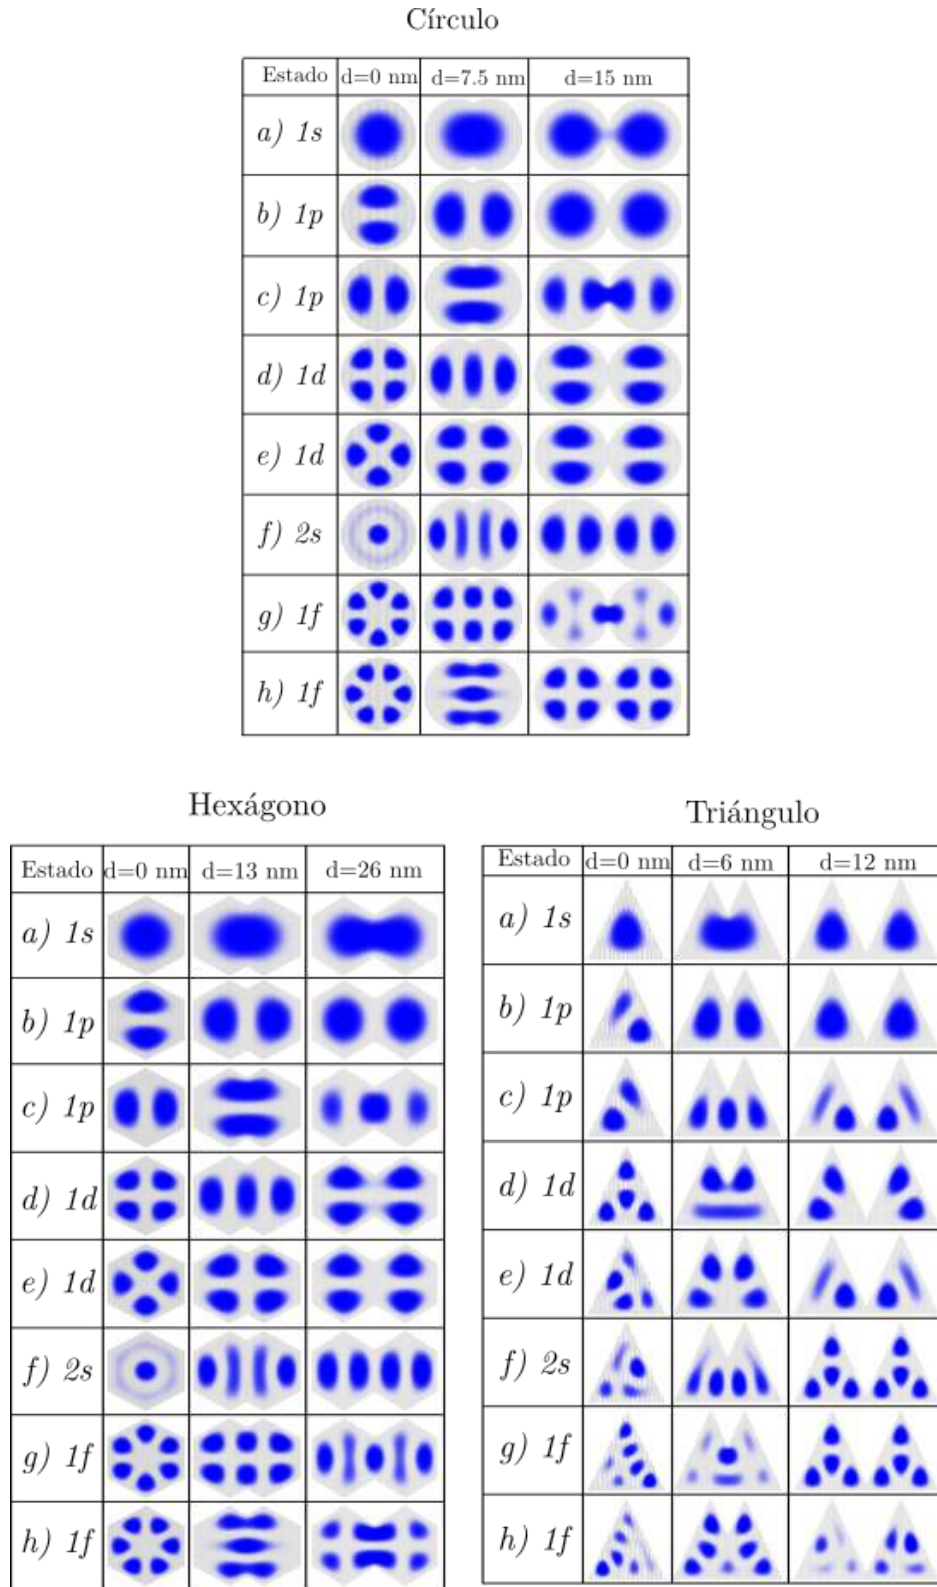 Círculo
Estado d=0 nm d=7.5 nm d=15 nm
a) 1s
b) 1p
c) 1p
d) 1d
e) 1d
f) 2s
g) 1f
h) 1f
Hexágono
Estado d=0 nm d=13 nm d=26 nm
a) 1s
b) 1p
c) 1p
d) 1d
e) 1d
f) 2s
g) 1f
h) 1f
Triángulo
Estado d=0 nm d=6 nm d=12 nm
a) 1s
b) 1p
c) 1p
d) 1d
e) 1d
f) 2s
g) 1f
h) 1f